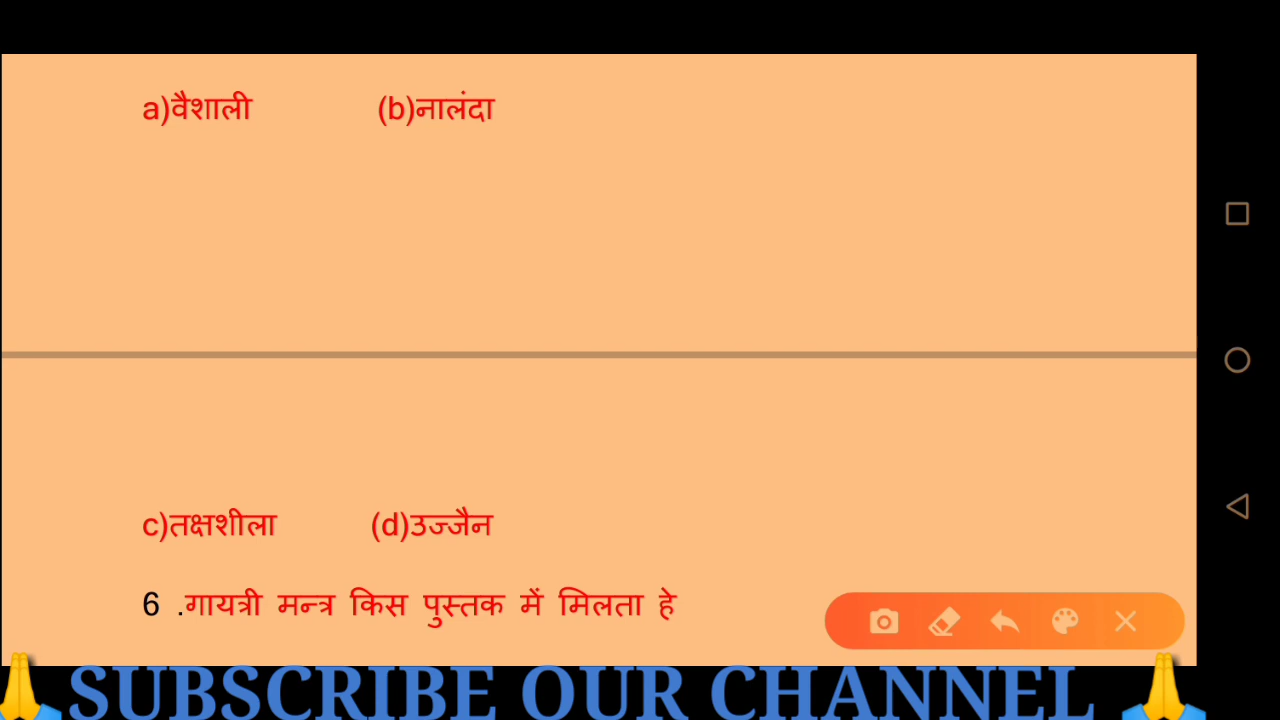 a)वैशाली (b)नालंदा
c)तक्षशीला (d)उज्जैन
6 .गायत्री मन्त्र किस पुस्तक में मिलता हे
🙏SUBSCRIBE OUR CHANNEL 🙏